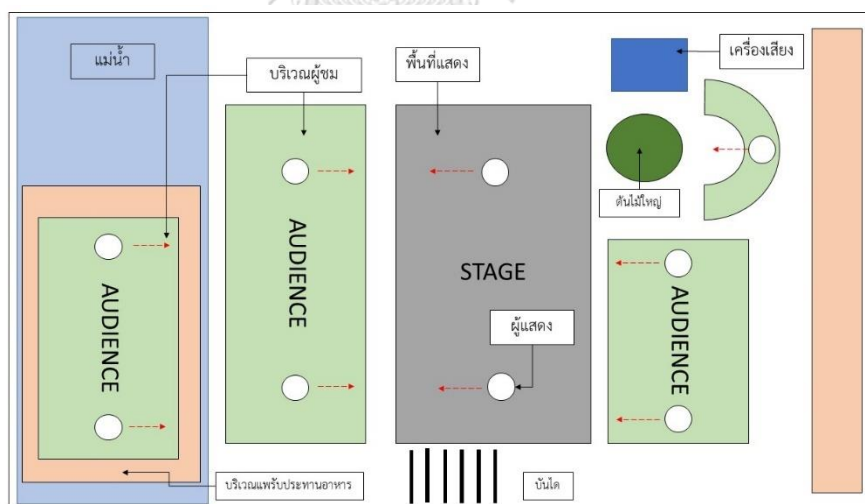 แม่น้ำ
บริเวณผู้ชม
พื้นที่แสดง
เครื่องเสียง
ต้นไม้ใหญ่
AUDIENCE
AUDIENCE
STAGE
AUDIENCE
ผู้แสดง
บริเวณแพรับประทานอาหาร
บันได